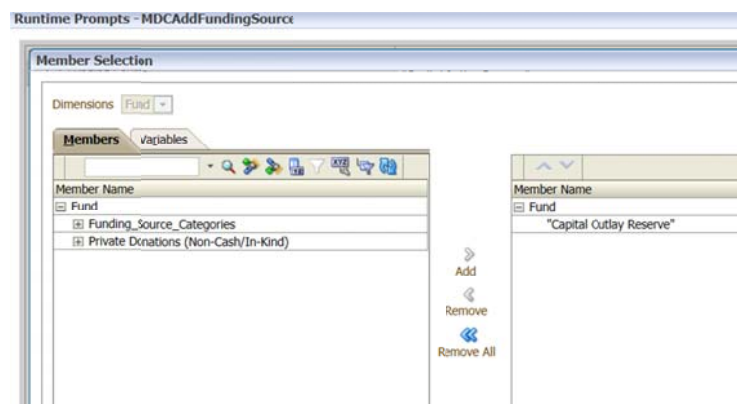 Runtime Prompts - MDCAddFundingSource
Member Selection
Dimensions Fund
Members Variables
Member Name
Fund
Funding_Source_Categories
Private Donations (Non-Cash/In-Kind)
Add
Remove
Remove All
Member Name
Fund
"Capital Outlay Reserve"